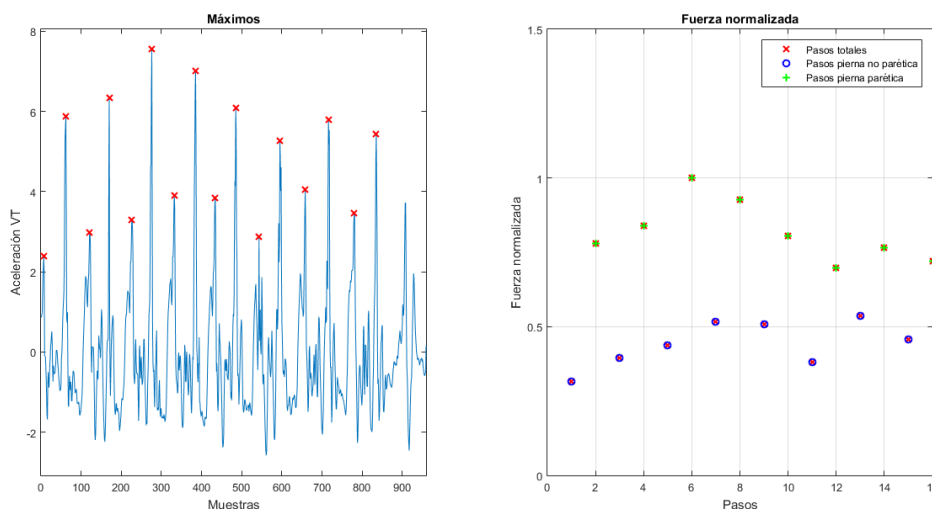 Máximos
8
6
4
2
0
-2
Aceleración VT
0 100 200 300 400 500 600 700 800 900
Muestras
Fuerza normalizada
1.5
1
0.5
0
Fuerza normalizada
Pasos totales
Pasos pierna no parética
Pasos pierna parética
0 2 4 6 8 10 12 14 16
Pasos